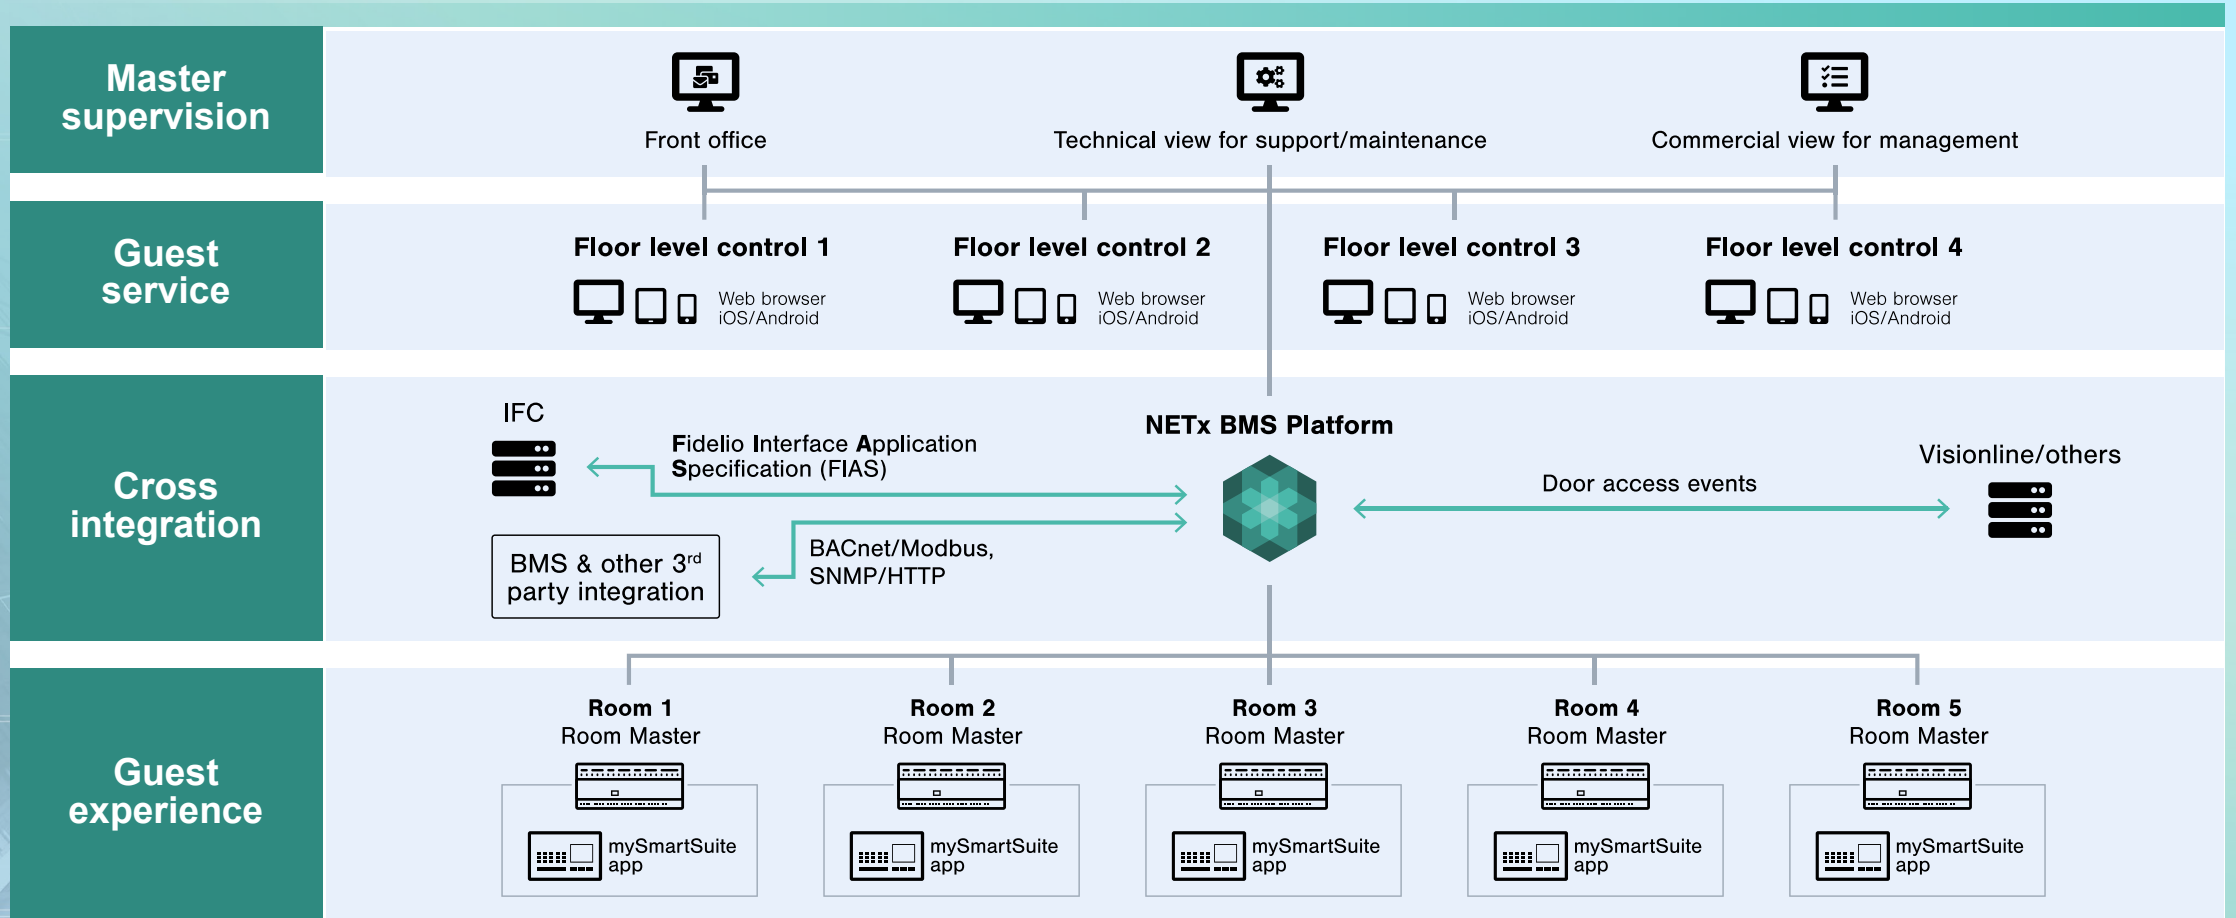 Master
supervision
Front office
Technical view for support/maintenance
Commercial view for management
Guest
service
Floor level control 1
Web browser
iOS/Android
Floor level control 2
Web browser
iOS/Android
Floor level control 3
Web browser
iOS/Android
Floor level control 4
Web browser
iOS/Android
Cross
integration
IFC
Fidelio Interface Application
Specification (FIAS)
NETx BMS Platform
Door access events
Visionline/others
BMS & other 3rd
party integration
BACnet/Modbus,
SNMP/HTTP
Guest
experience
Room 1
Room Master
mySmartSuite
app
Room 2
Room Master
mySmartSuite
app
Room 3
Room Master
mySmartSuite
app
Room 4
Room Master
mySmartSuite
app
Room 5
Room Master
mySmartSuite
app